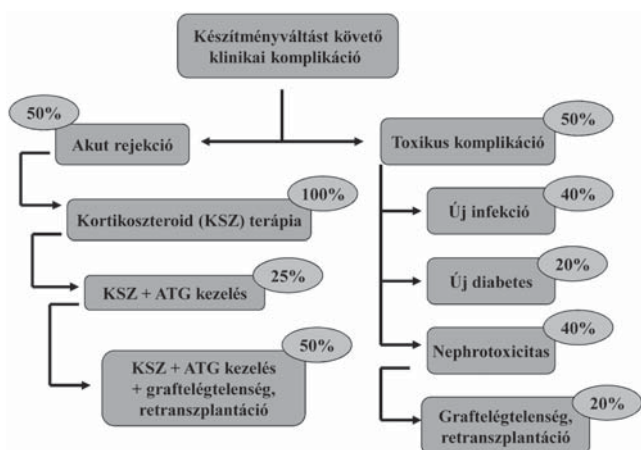 Készítményváltást követő
klinikai komplikáció
50%
Akut rejekció
100%
Kortikoszteroid (KSZ) terápia
25%
KSZ + ATG kezelés
50%
KSZ + ATG kezelés
+ graftelégtelenség,
retranszplantáció
50%
Toxikus komplikáció
40%
Új infekció
20%
Új diabetes
40%
Nephrotoxicitas
20%
Graftelégtelenség,
retranszplantáció